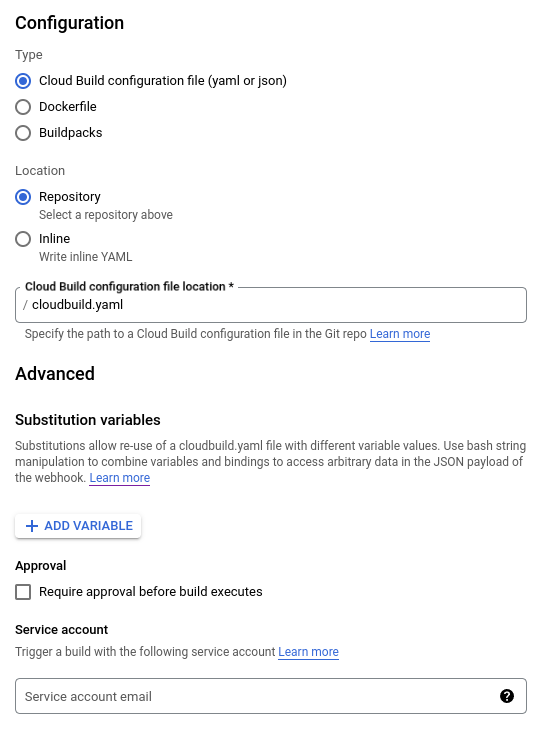 Configuration
Type
Cloud Build configuration file (yaml or json)
Dockerfile
Buildpacks
Location
Repository
Select a repository above
Inline
Write inline YAML
Cloud Build configuration file location *
/ cloudbuild.yaml
Specify the path to a Cloud Build configuration file in the Git repo Learn more
Advanced
Substitution variables
Substitutions allow re-use of a cloudbuild.yaml file with different variable values. Use bash string
manipulation to combine variables and bindings to access arbitrary data in the JSON payload of
the webhook. Learn more
+ ADD VARIABLE
Approval
Require approval before build executes
Service account
Trigger a build with the following service account Learn more
Service account email ?